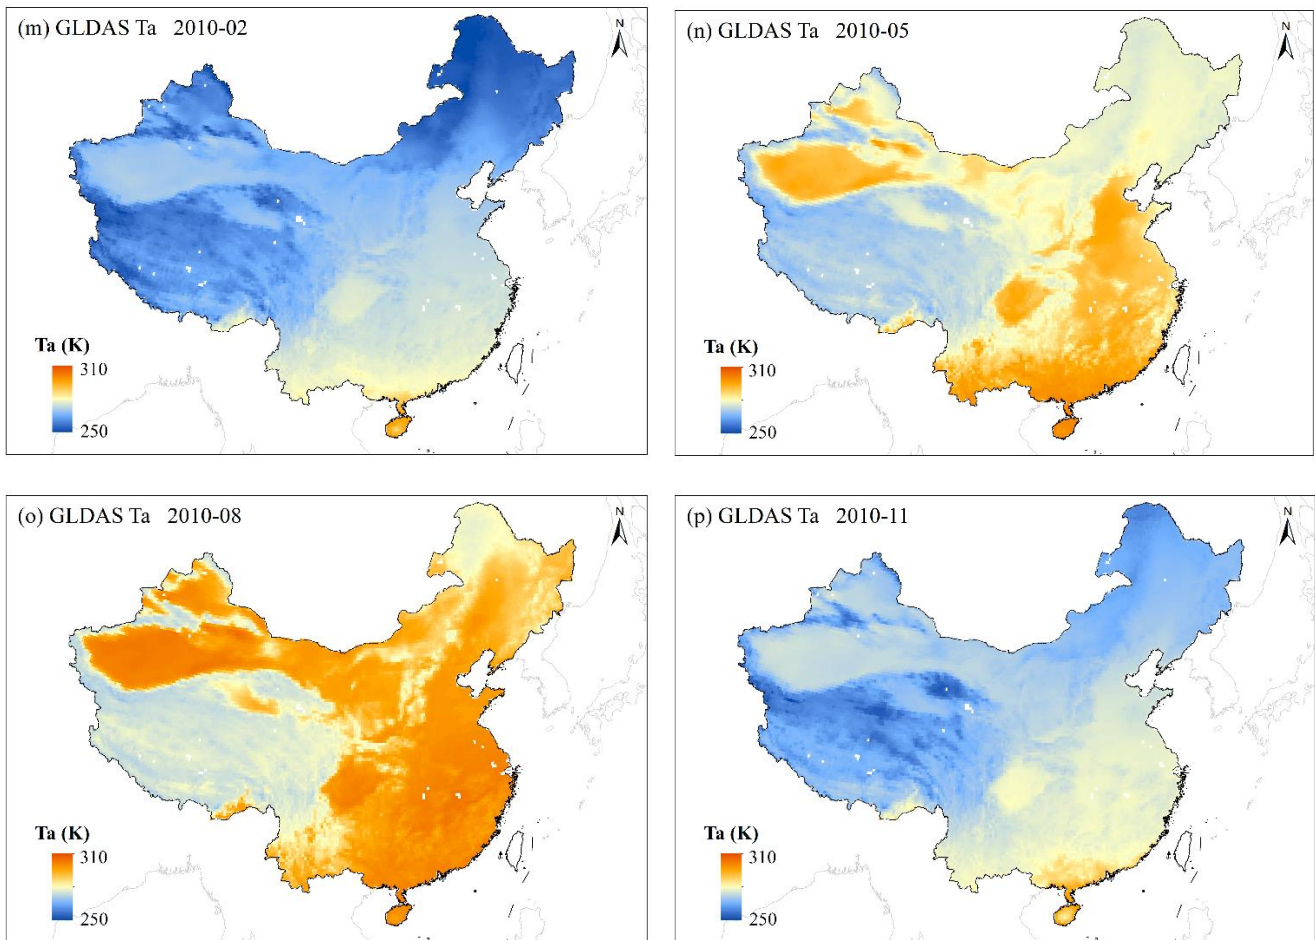 (m) GLDAS Ta 2010-02
N
Ta (K)
310
250
(n) GLDAS Ta 2010-05
N
Ta (K)
310
250
(o) GLDAS Ta 2010-08
N
Ta (K)
310
250
(p) GLDAS Ta 2010-11
N
Ta (K)
310
250